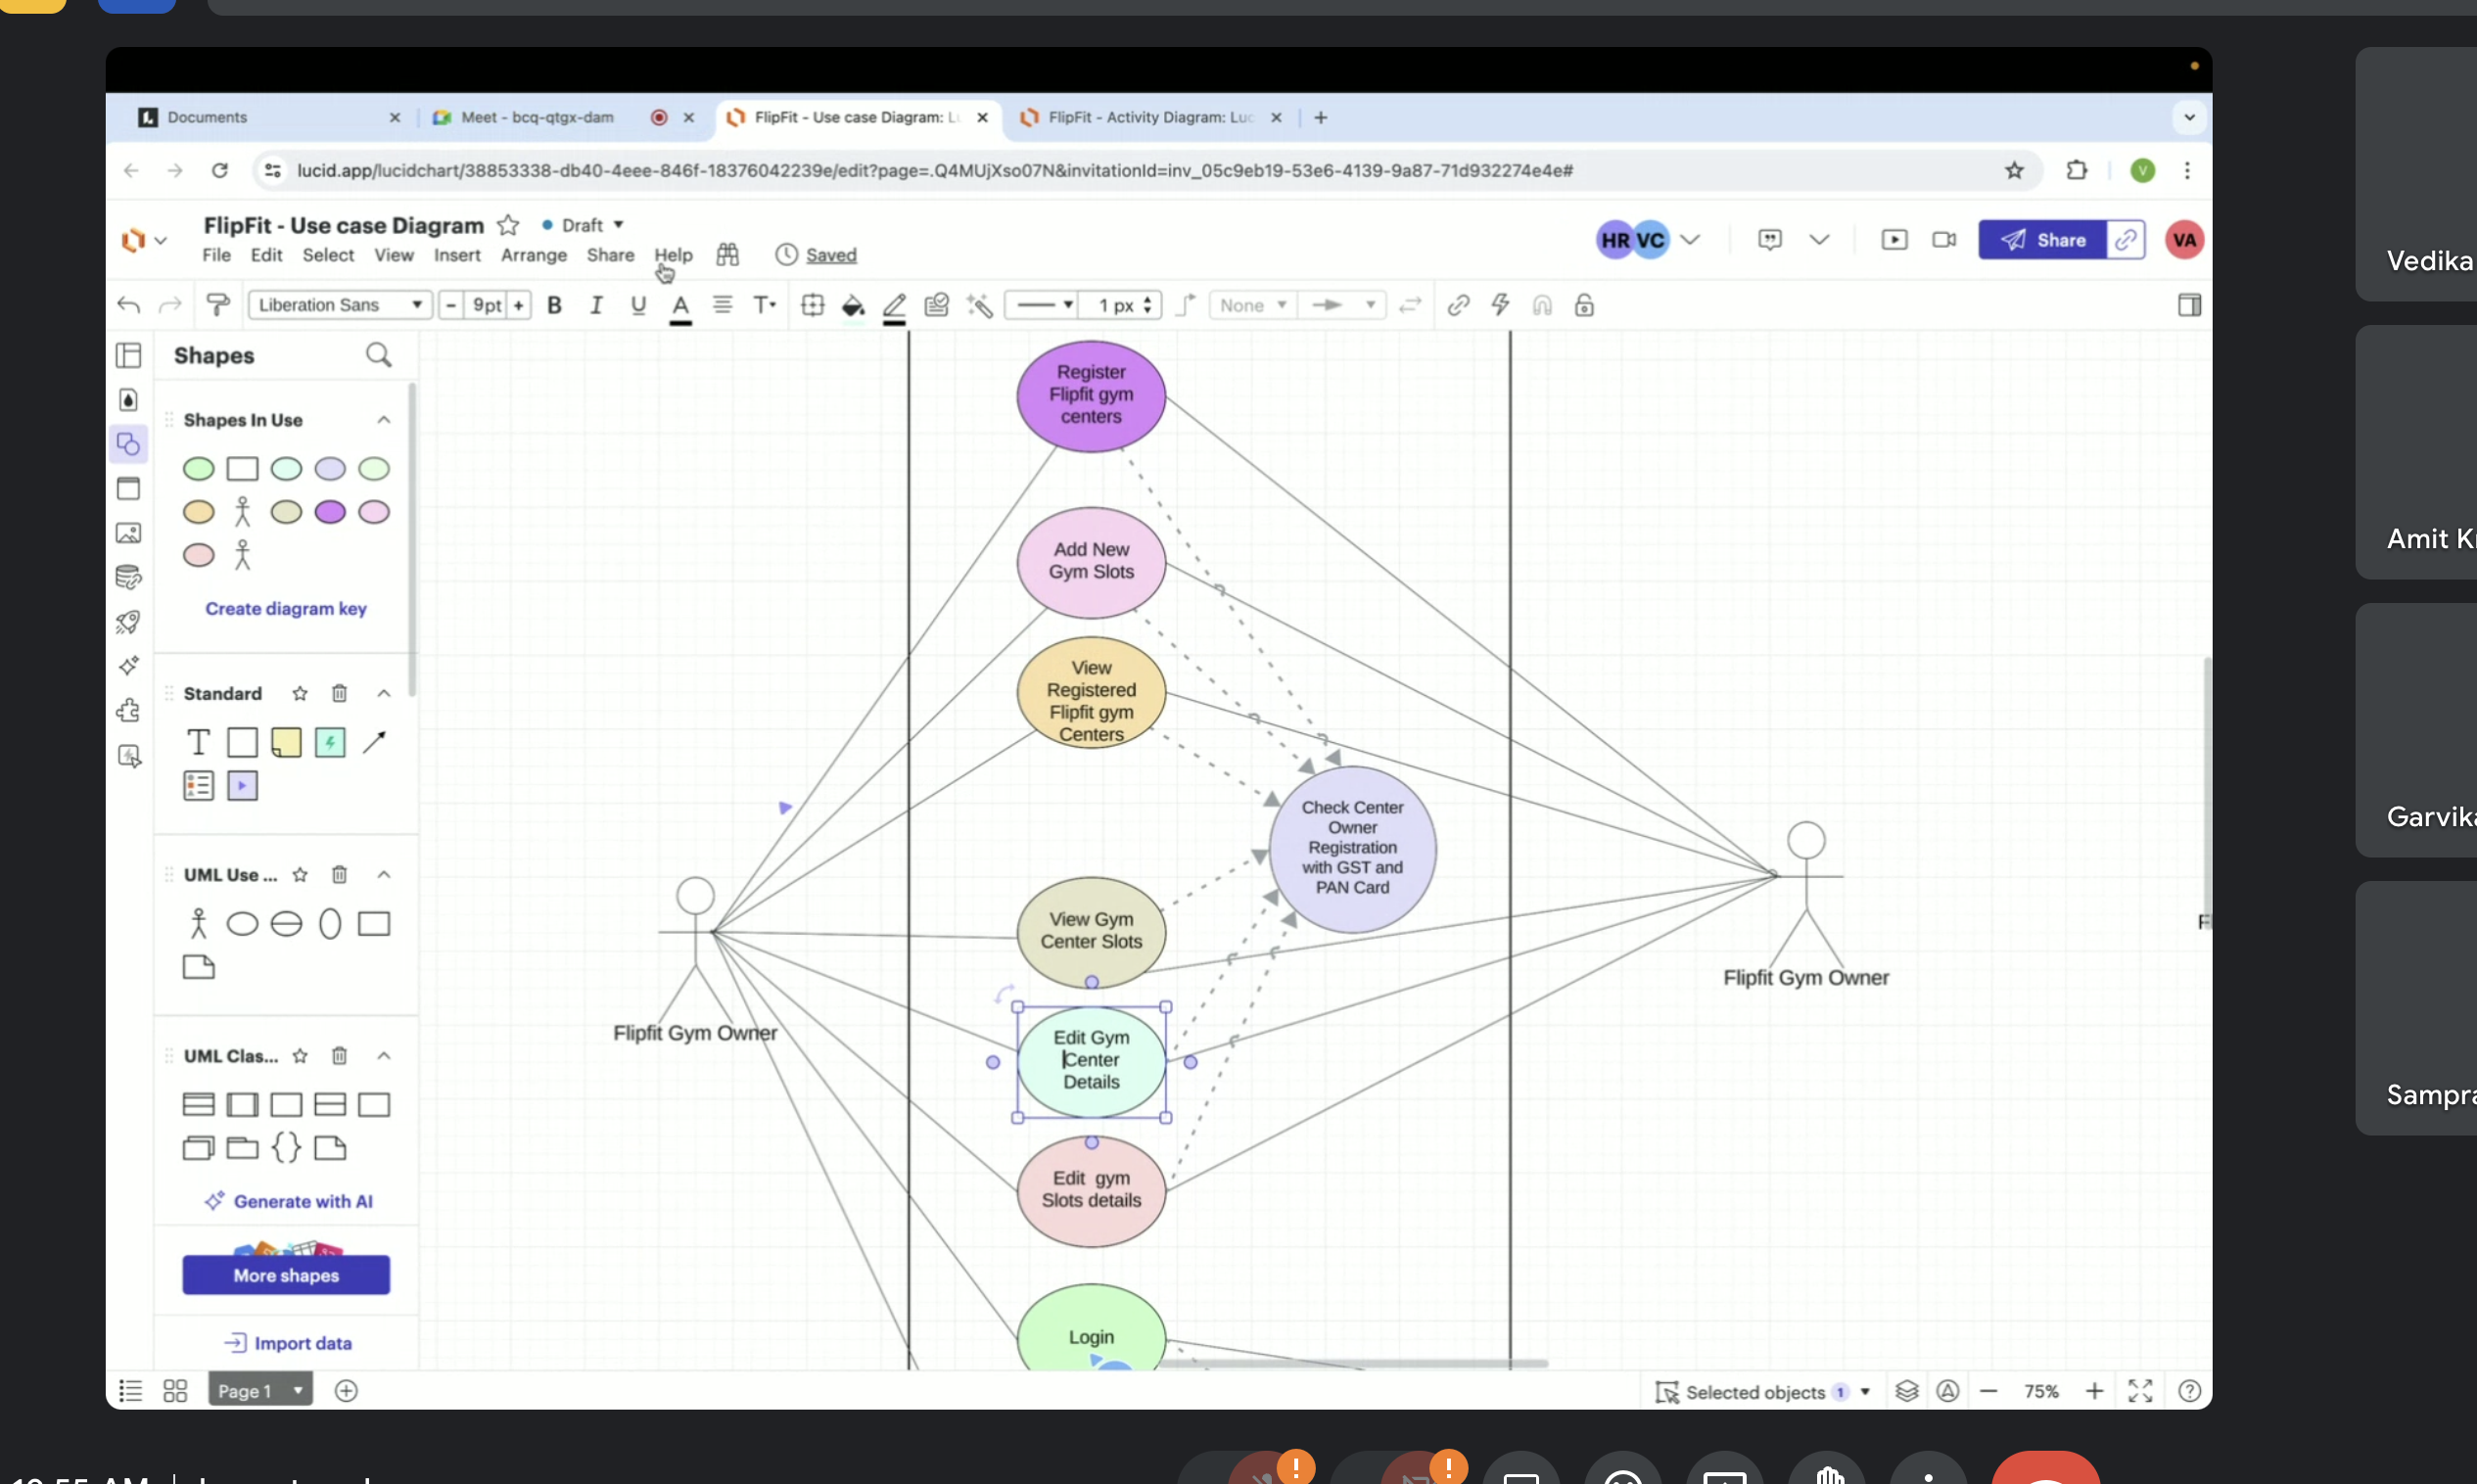 Documents
Meet - bcq-qtgx-dam
FlipFit - Use case Diagram: L
FlipFit - Activity Diagram: Luc
lucid.app/lucidchart/38853338-db40-4eee-846f-18376042239e/edit?page=.Q4MUjXso07N&invitationId=inv_05c9eb19-53e6-4139-9a87-71d932274e4e#
V
FlipFit - Use case Diagram
Draft
HR VC
Share
VA
File Edit Select View Insert Arrange Share Help
Saved
Liberation Sans
- 9pt +
B I U A
T
1 px
None
Shapes
Shapes In Use
Create diagram key
Standard
T
UML Use ...
UML Clas...
Generate with AI
More shapes
Import data
Register
Flipfit gym
centers
Add New
Gym Slots
View
Registered
Flipfit gym
Centers
Check Center
Owner
Registration
with GST and
PAN Card
View Gym
Center Slots
Edit Gym
Center
Details
Edit gym
Slots details
Login
Flipfit Gym Owner
Flipfit Gym Owner
Page 1
Selected objects 1
75%
Vedika
Amit K
Garvika
Sampra